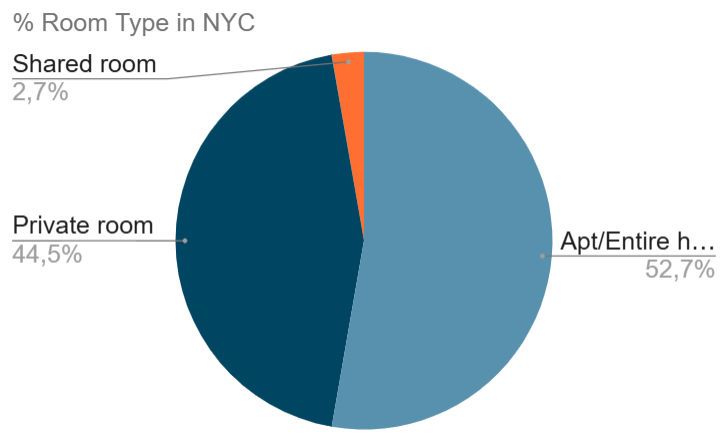 % Room Type in NYC
Shared room
2,7%
Private room
44,5%
Apt/Entire h…
52,7%